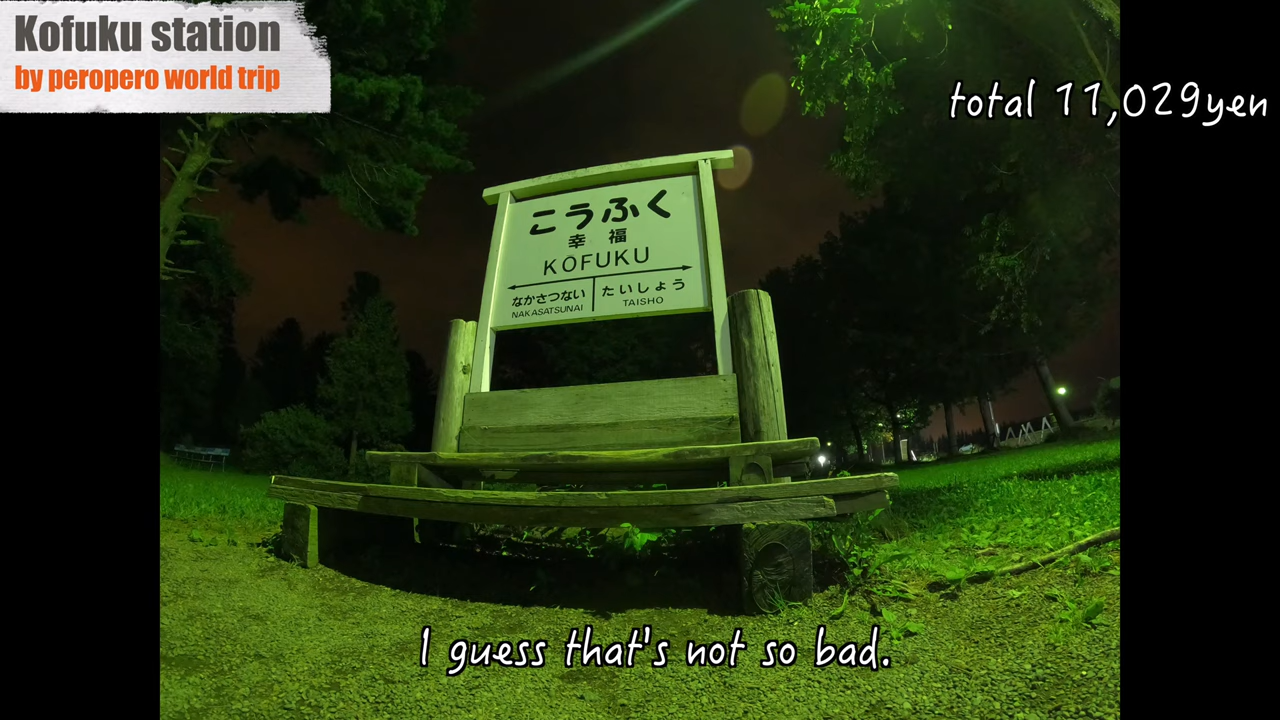 Kofuku station
by peropero world trip
total 11,029yen
こうふく
幸福
KOFUKU
なかさつない たいしょう
NAKASATSUNAI TAISHO
I guess that's not so bad.